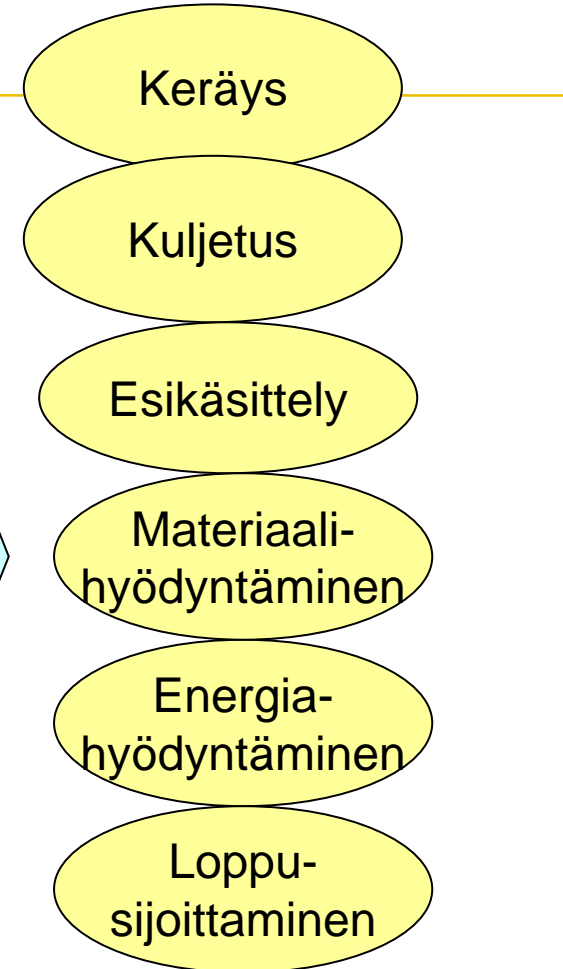 Keräys
Kuljetus
Esikäsittely
Materiaali-
hyödyntäminen
Energia-
hyödyntäminen
Loppu-
sijoittaminen